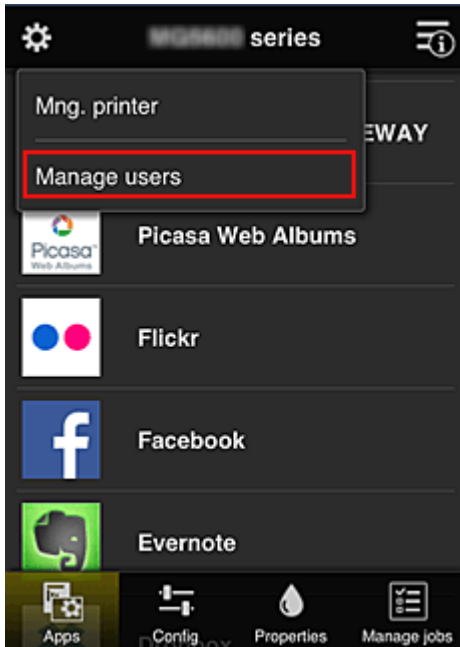 series
Mng. printer
EWAY
Manage users
Picasa
Web Albums
Picasa Web Albums
Flickr
f
Facebook
Evernote
Apps
Config
Properties
Manage jobs